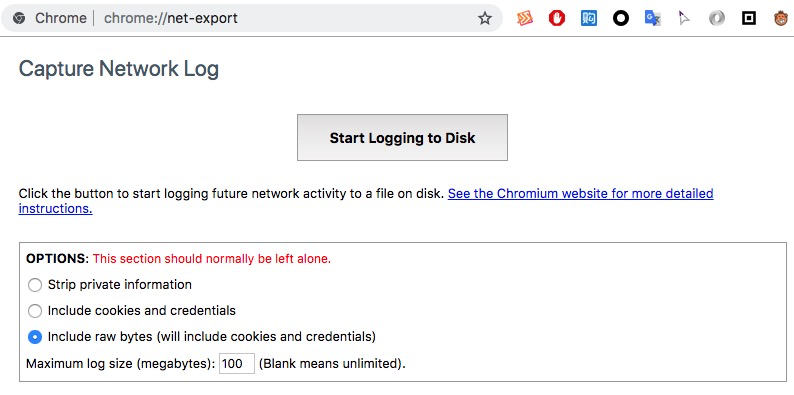 Chrome | chrome://net-export
Capture Network Log
Start Logging to Disk
Click the button to start logging future network activity to a file on disk. See the Chromium website for more detailed
instructions.
OPTIONS: This section should normally be left alone.
Strip private information
Include cookies and credentials
Include raw bytes (will include cookies and credentials)
Maximum log size (megabytes): 100 (Blank means unlimited).